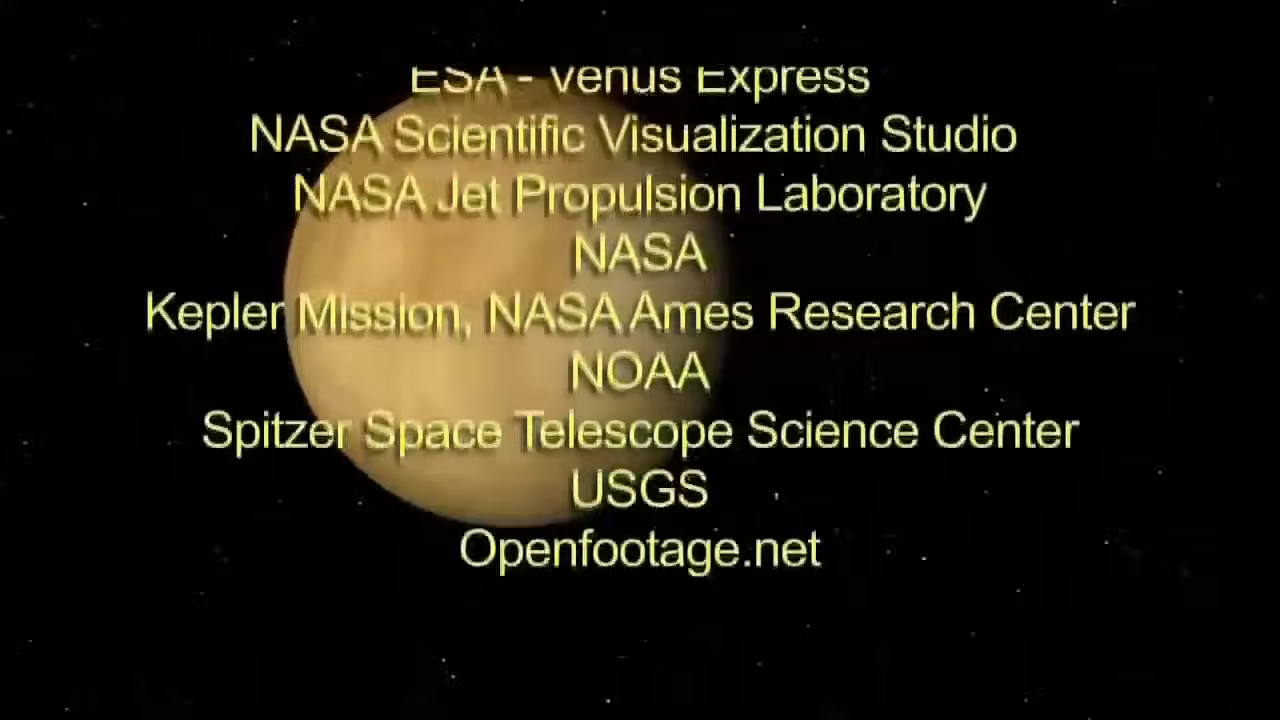 ESA - Venus Express
NASA Scientific Visualization Studio
NASA Jet Propulsion Laboratory
NASA
Kepler Mission, NASA Ames Research Center
NOAA
Spitzer Space Telescope Science Center
USGS
Openfootage.net